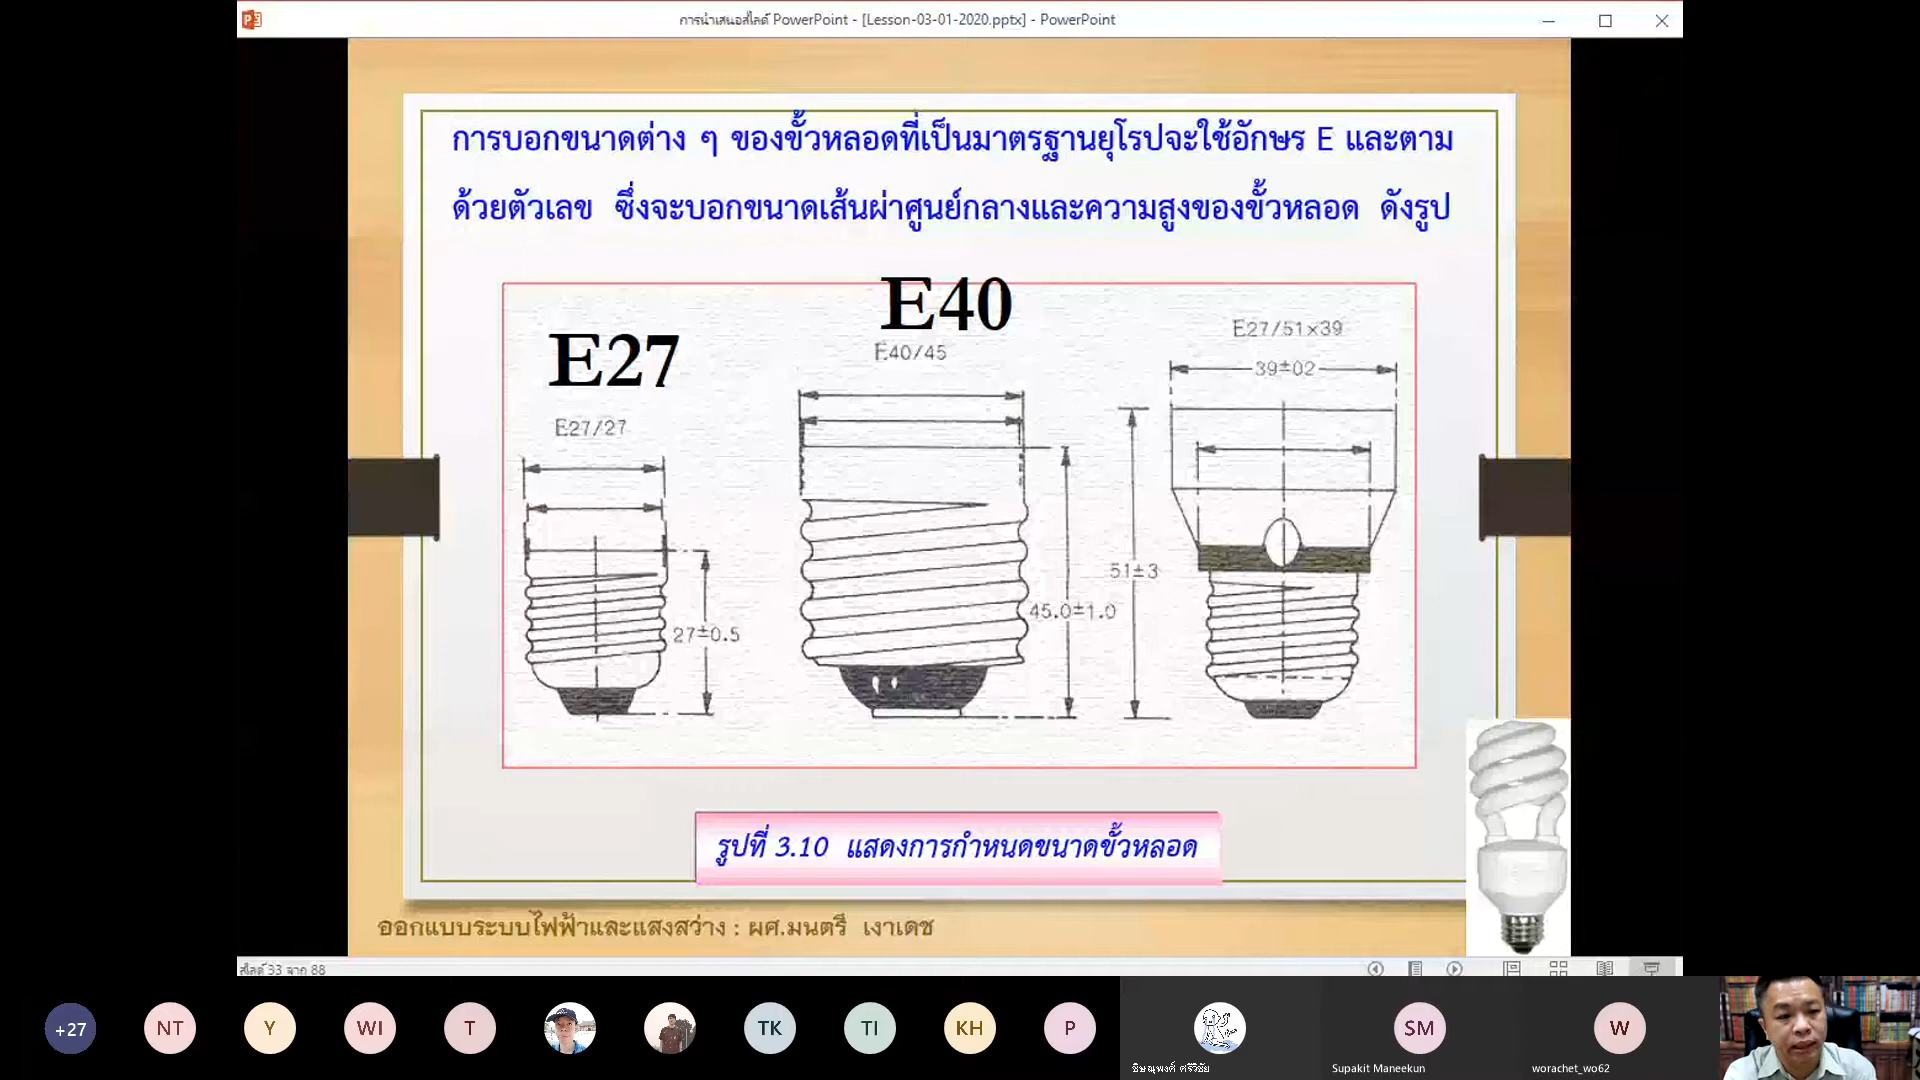 การนำเสนอสไลด์ PowerPoint - [Lesson-03-01-2020.pptx] - PowerPoint
การบอกขนาดต่าง ๆ ของขั้วหลอดที่เป็นมาตรฐานยุโรปจะใช้อักษร E และตาม
ด้วยตัวเลข ซึ่งจะบอกขนาดเส้นผ่าศูนย์กลางและความสูงของขั้วหลอด ดังรูป
E27
E27/27
27±0.5
E40
E40/45
45.0±1.0
E27/51×39
39±02
51±3
รูปที่ 3.10 แสดงการกำหนดขนาดขั้วหลอด
ออกแบบระบบไฟฟ้าและแสงสว่าง : ผศ.มนตรี เงาเดช
สไลด์ 33 จาก 88
+27
NT
Y
WI
T
TK
TI
KH
P
SM
W
Supakit Maneekun
worachet_wo62